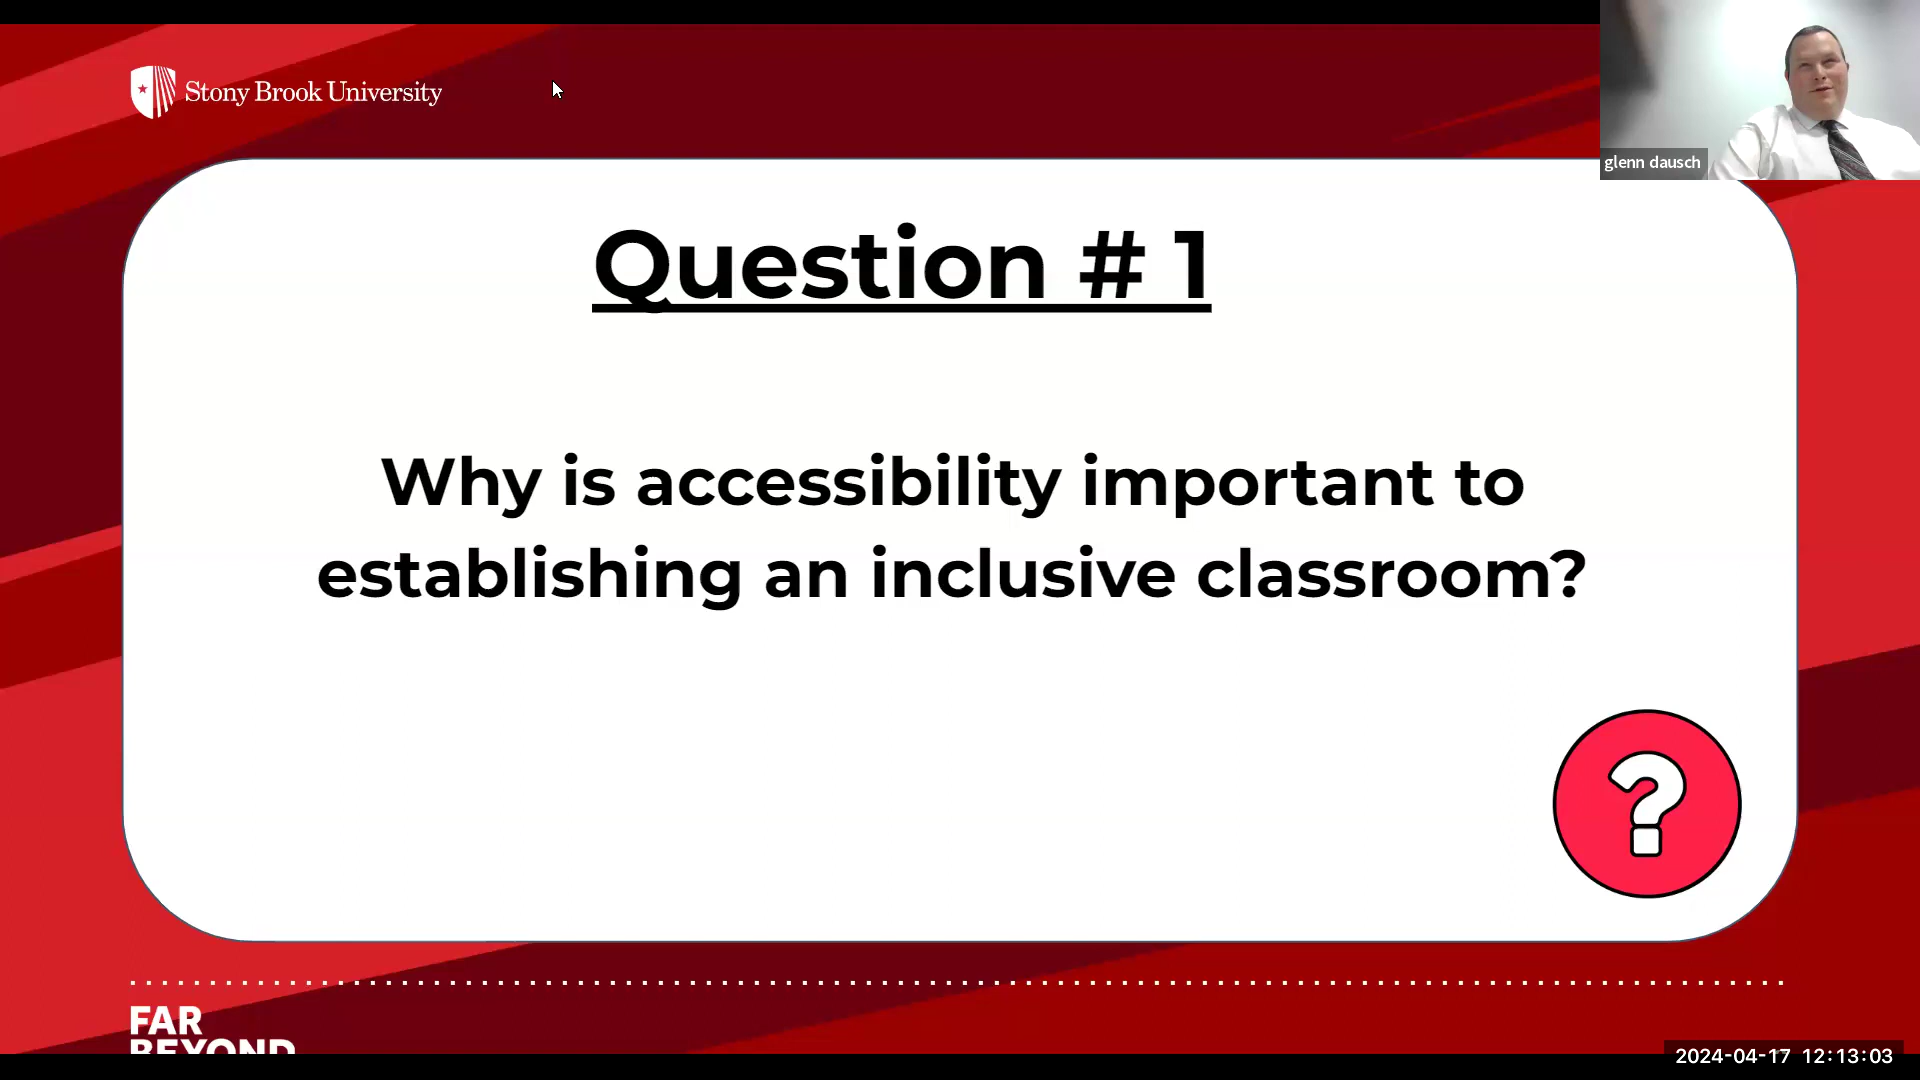 Stony Brook University
glenn dausch
Question # 1
Why is accessibility important to
establishing an inclusive classroom?
?
FAR
BEYOND
2024-04-17 12:13:03